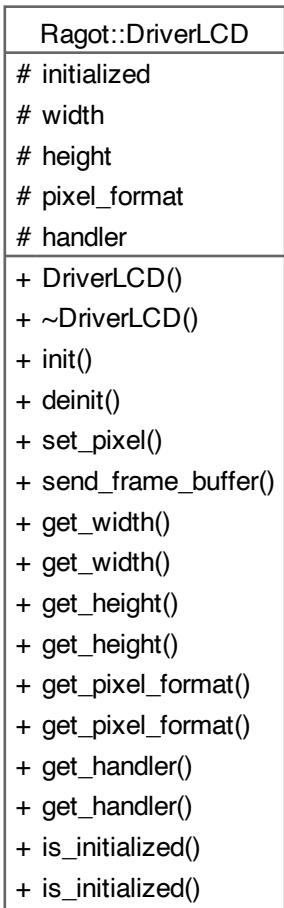 Ragot::DriverLCD
# initialized
# width
# height
# pixel_format
# handler
+ DriverLCD()
+ ~DriverLCD()
+ init()
+ deinit()
+ set_pixel()
+ send_frame_buffer()
+ get_width()
+ get_width()
+ get_height()
+ get_height()
+ get_pixel_format()
+ get_pixel_format()
+ get_handler()
+ get_handler()
+ is_initialized()
+ is_initialized()